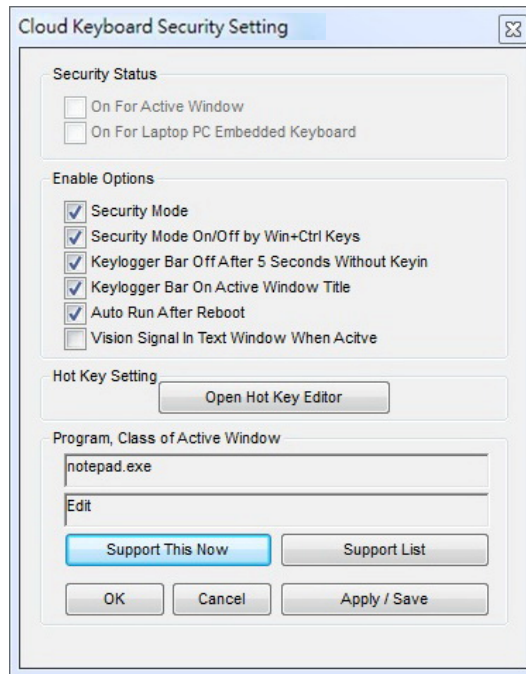 Cloud Keyboard Security Setting
Security Status
On For Active Window
On For Laptop PC Embedded Keyboard
Enable Options
Security Mode
Security Mode On/Off by Win+Ctrl Keys
Keylogger Bar Off After 5 Seconds Without Keyin
Keylogger Bar On Active Window Title
Auto Run After Reboot
Vision Signal In Text Window When Acitve
Hot Key Setting
Open Hot Key Editor
Program, Class of Active Window
notepad.exe
Edit
Support This Now Support List
OK Cancel Apply / Save